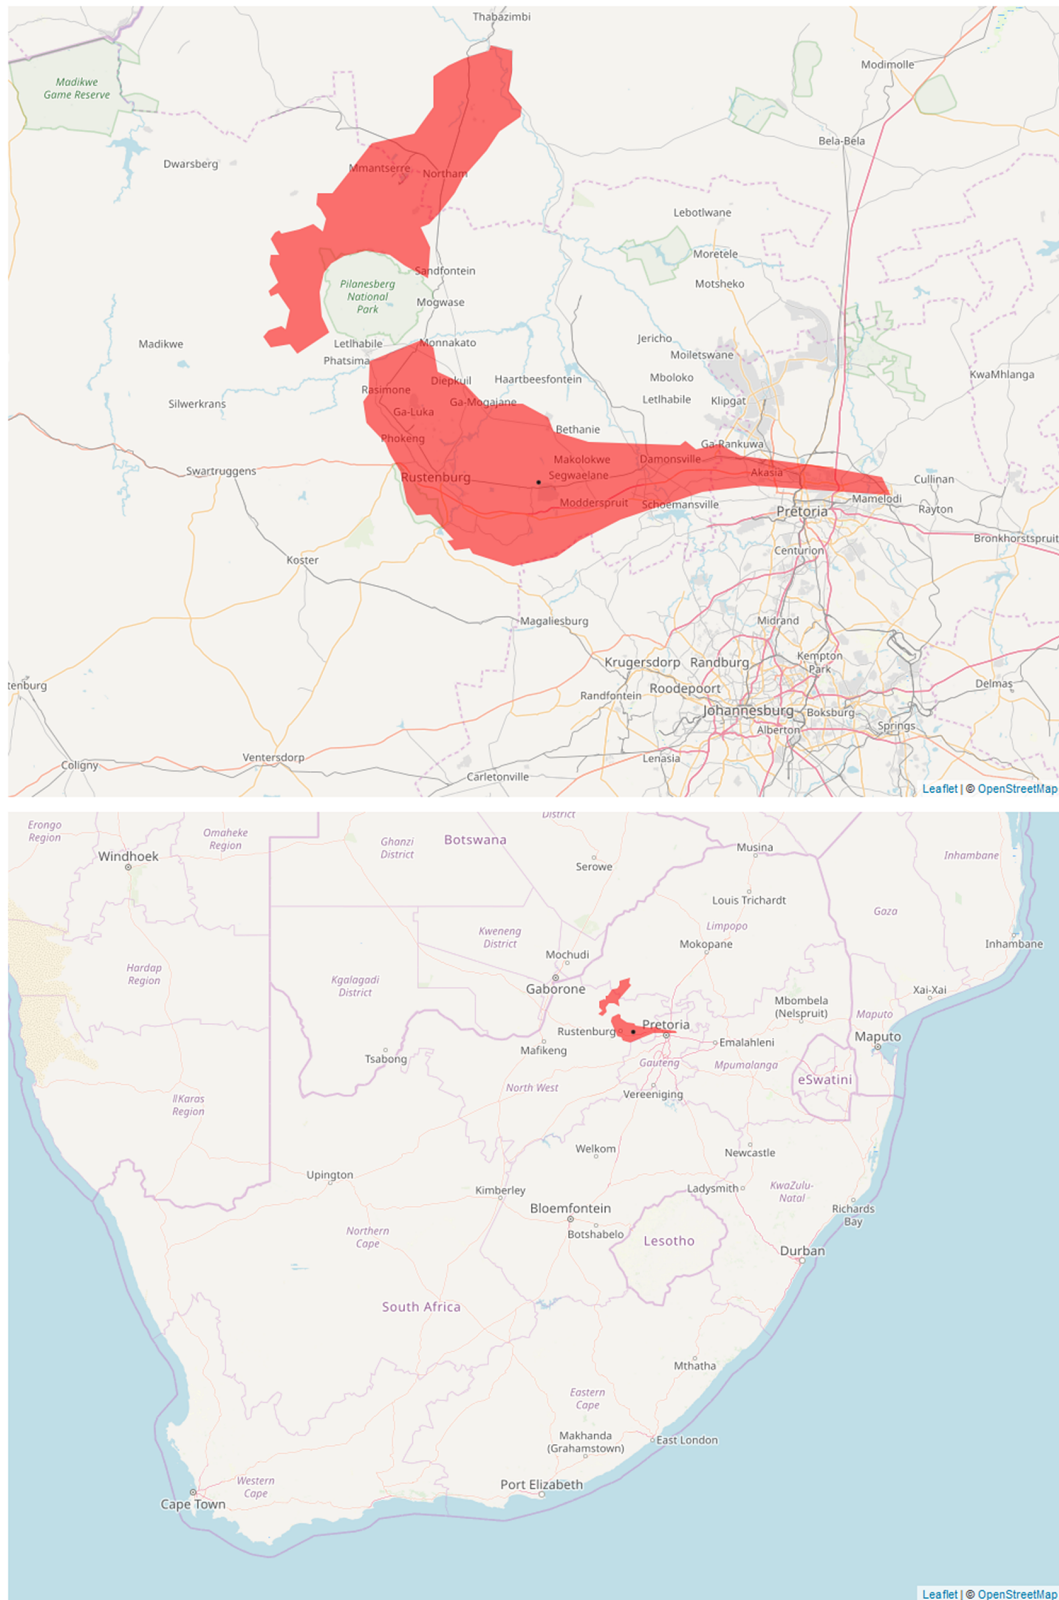 Thabazimbi
Modimolle
Madikwe
Game Reserve
Bela-Bela
Dwarsberg
Mmantserre
Northam
Lebotlwane
Moretele
Sandfontein
Pilanesberg
National
Park
Motsheko
Mogwase
Madikwe
Letlhabile
Monnakato
Jericho
Moiletswane
Phatsima
KwaMhlanga
Diepkuil
Haartbeesfontein
Mboloko
Rasimone
Silwerkrans
Ga-Mogajane
Letlhabile
Klipgat
Ga-Luka
Bethanie
Phokeng
Ga-Rankuwa
Makolokwe
Damonsville
Swartruggens
Rustenburg
Segwaelane
Akasia
Cullinan
Modderspruit
Schoemansville
Mamelodi
Pretoria
Rayton
Bronkhorstspruit
Centurion
Koster
Magaliesburg
Midrand
Krugersdorp
Randburg
Kempton
Park
tenburg
Roodepoort
Delmas
Randfontein
Johannesburg
Boksburg
Springs
Alberton
Ventersdorp
Lenasia
Coligny
Carletonville
Leaflet | © OpenStreetMap
District
Erongo
Region
Omaheke
Region
Ghanzi
District
Botswana
Musina
Windhoek
Inhambane
Serowe
Louis Trichardt
Gaza
Limpopo
Kweneng
District
Mokopane
Inhambane
Mochudi
Hardap
Region
Kgalagadi
District
Gaborone
Xai-Xai
Mbombela
(Nelspruit)
Maputo
Rustenburg
Pretoria
Maputo
Emalahleni
Mafikeng
Tsabong
Gauteng
Mpumalanga
eSwatini
North West
Vereeniging
ǁKaras
Region
Welkom
Newcastle
Upington
Kimberley
Ladysmith
KwaZulu-
Natal
Bloemfontein
Richards
Bay
Botshabelo
Northern
Cape
Lesotho
Durban
South Africa
Mthatha
Eastern
Cape
Makhanda
(Grahamstown)
East London
Western
Cape
Port Elizabeth
Cape Town
Leaflet | © OpenStreetMap